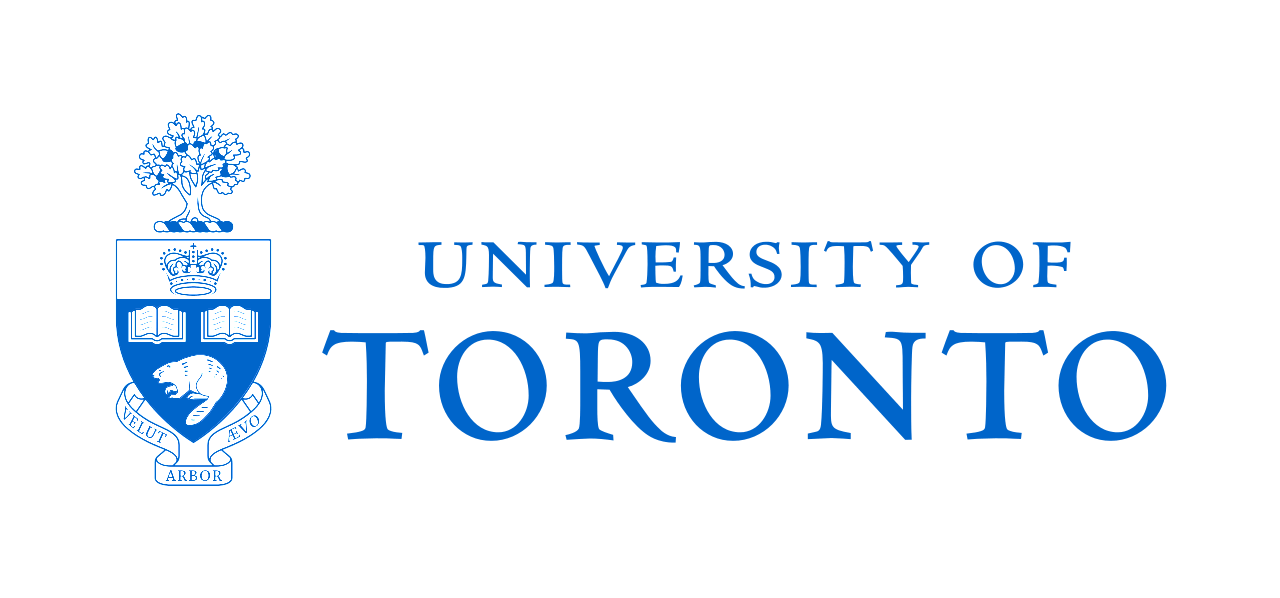 UNIVERSITY OF
TORONTO
VELUT
ARBOR
ÆVO